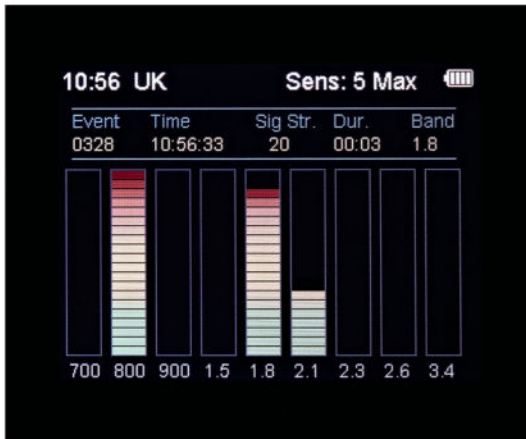 10:56 UK Sens: 5 Max
Event Time Sig Str. Dur. Band
0328 10:56:33 20 00:03 1.8
700 800 900 1.5 1.8 2.1 2.3 2.6 3.4